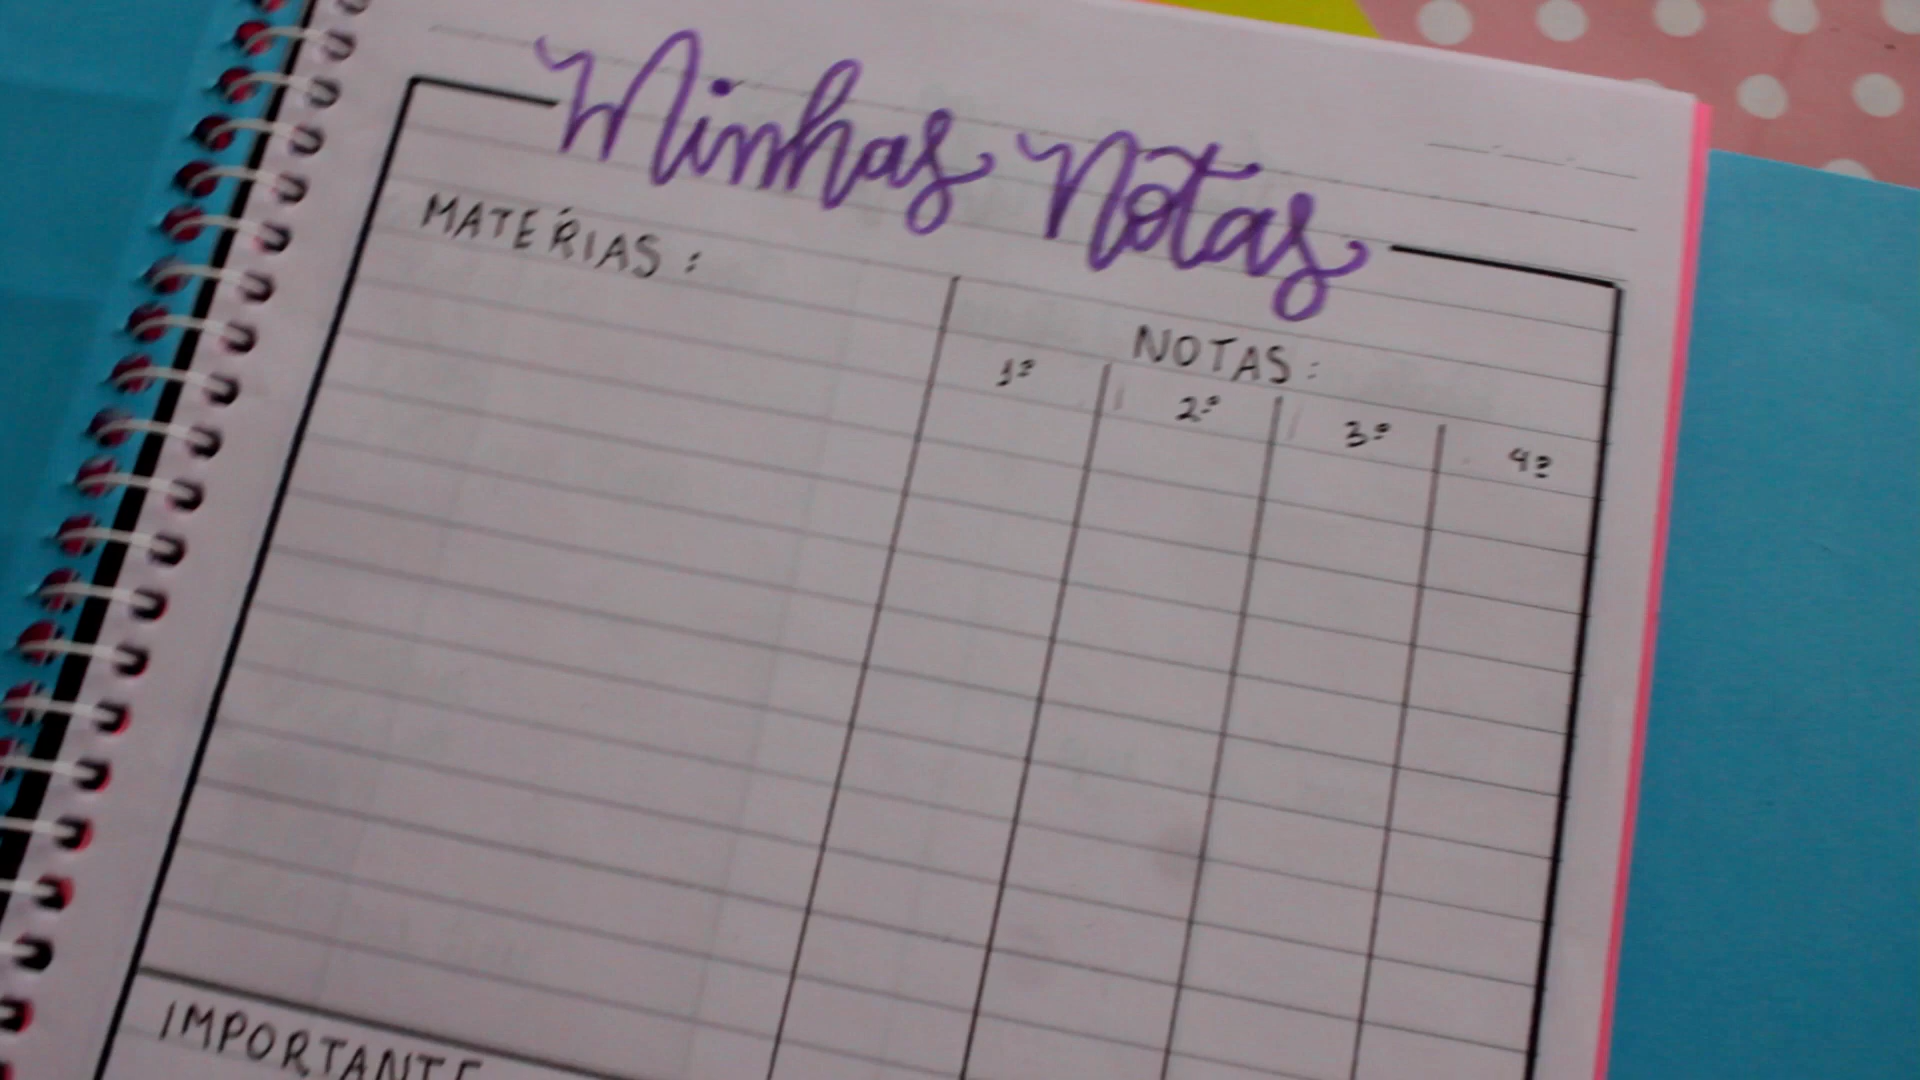 Minhas Notas
MATÉRIAS:
NOTAS:
1º 2º 3º 4º
IMPORTANTE